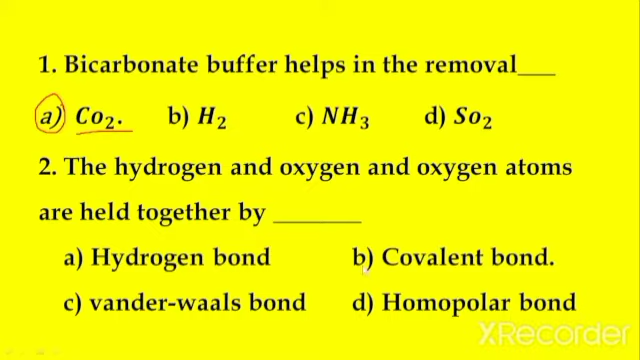 1. Bicarbonate buffer helps in the removal___
a) Co₂. b) H₂ c) NH₃ d) So₂
2. The hydrogen and oxygen and oxygen atoms
are held together by _______
a) Hydrogen bond b) Covalent bond.
c) vander-waals bond d) Homopolar bond
XRecorder